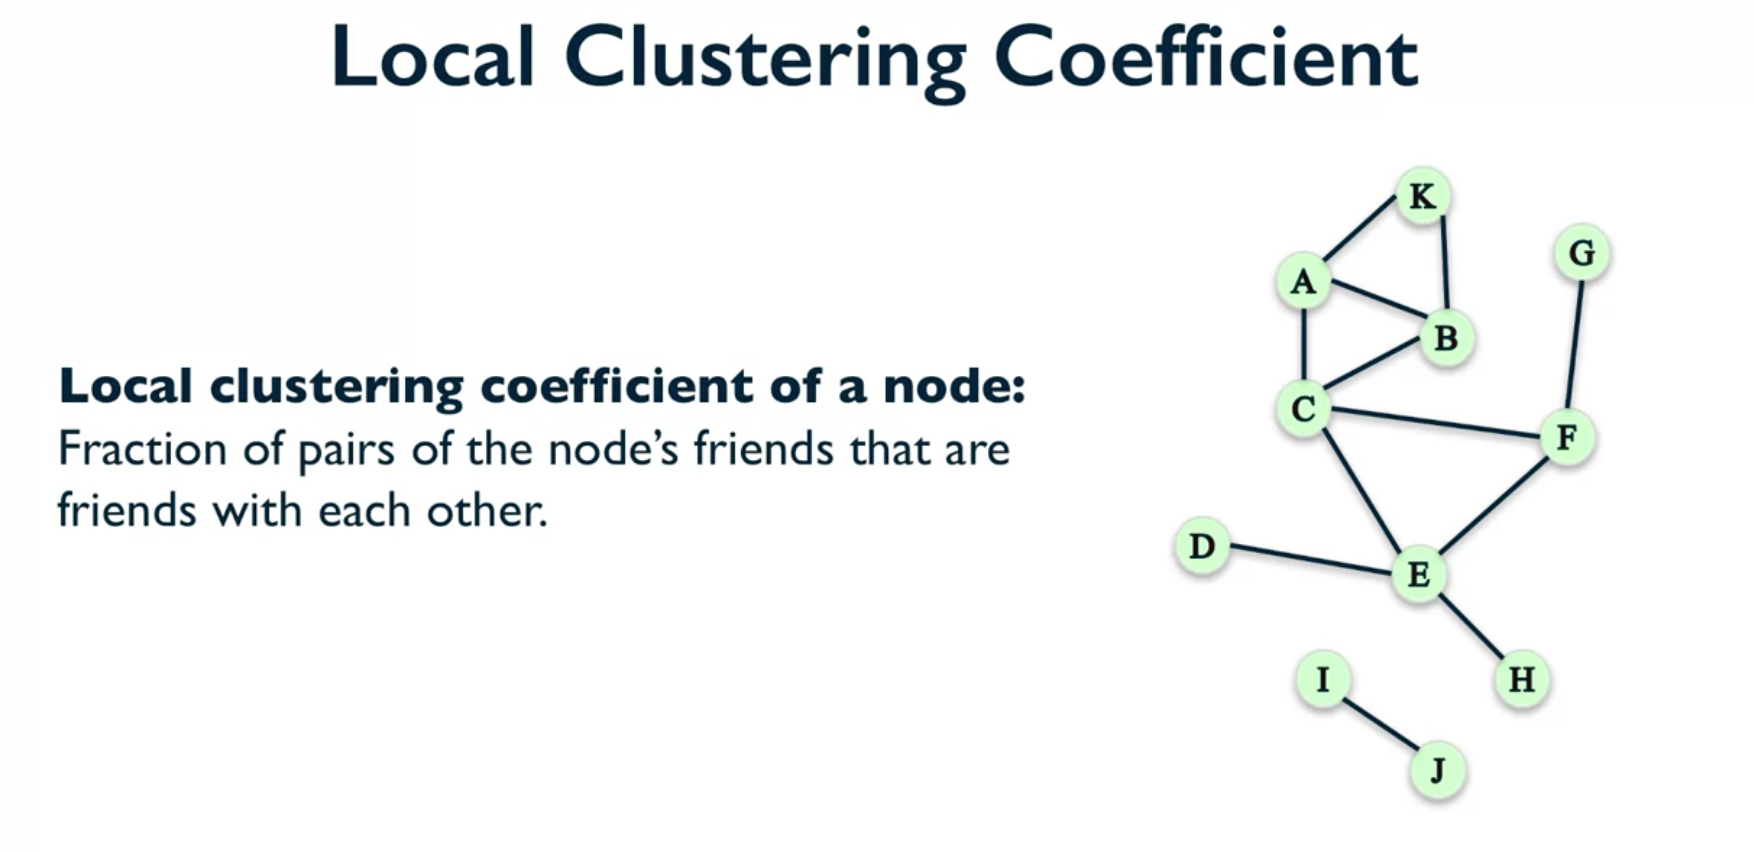 Local Clustering Coefficient
Local clustering coefficient of a node:
Fraction of pairs of the node’s friends that are
friends with each other.
K
G
A
B
C
F
D
E
I
H
J